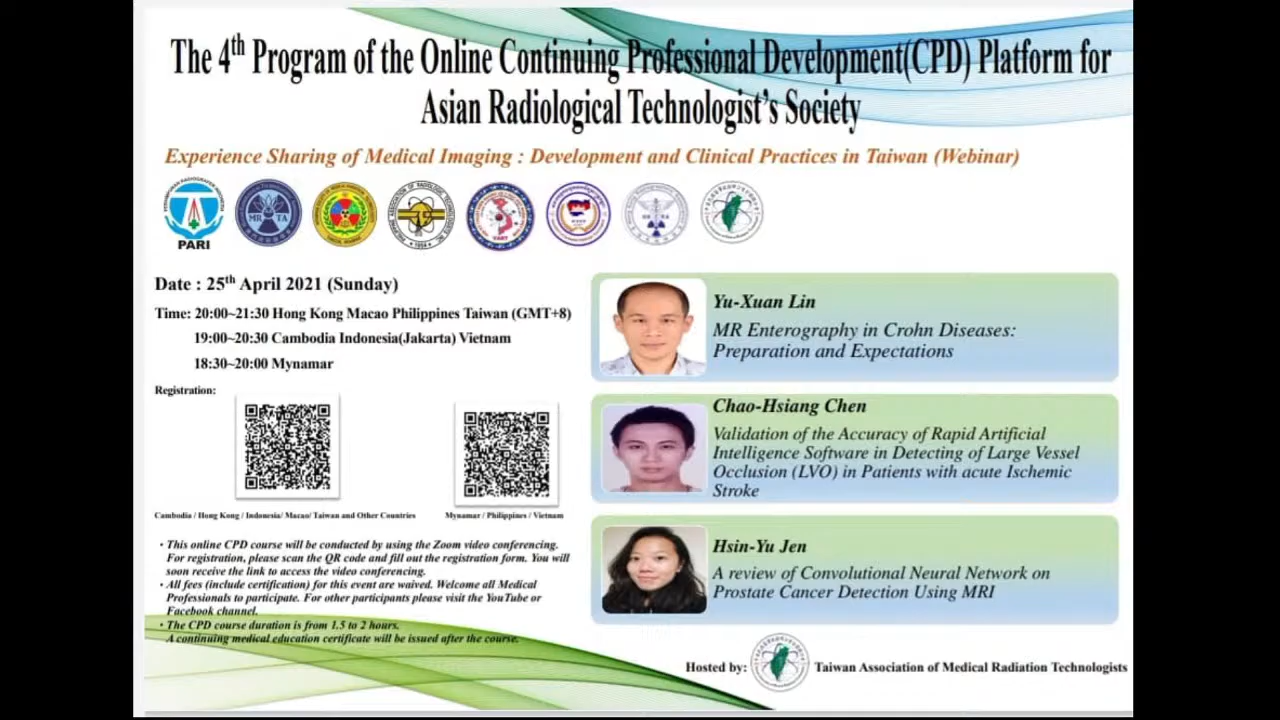 The 4th Program of the Online Continuing Professional Development(CPD) Platform for
Asian Radiological Technologist's Society
Experience Sharing of Medical Imaging : Development and Clinical Practices in Taiwan (Webinar)
PARI
MR TA
Date : 25th April 2021 (Sunday)
Time: 20:00~21:30 Hong Kong Macao Philippines Taiwan (GMT+8)
19:00~20:30 Cambodia Indonesia(Jakarta) Vietnam
18:30~20:00 Mynamar
Registration:
Cambodia / Hong Kong / Indonesia/ Macao/ Taiwan and Other Countries
Mynamar / Philippines / Vietnam
• This online CPD course will be conducted by using the Zoom video conferencing.
For registration, please scan the QR code and fill out the registration form. You will
soon receive the link to access the video conferencing.
• All fees (include certification) for this event are waived. Welcome all Medical
Professionals to participate. For other participants please visit the YouTube or
Facebook channel.
• The CPD course duration is from 1.5 to 2 hours.
A continuing medical education certificate will be issued after the course.
Yu-Xuan Lin
MR Enterography in Crohn Diseases:
Preparation and Expectations
Chao-Hsiang Chen
Validation of the Accuracy of Rapid Artificial
Intelligence Software in Detecting of Large Vessel
Occlusion (LVO) in Patients with acute Ischemic
Stroke
Hsin-Yu Jen
A review of Convolutional Neural Network on
Prostate Cancer Detection Using MRI
Hosted by:
Taiwan Association of Medical Radiation Technologists